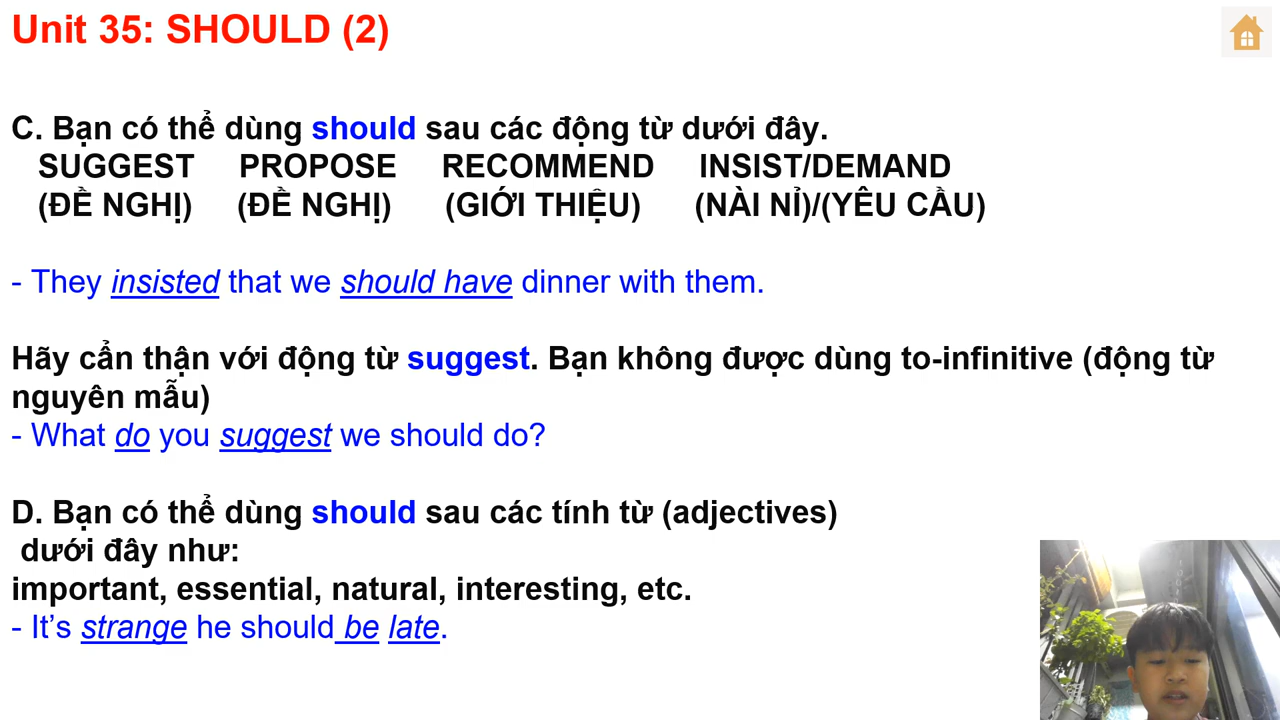 Unit 35: SHOULD (2)
C. Bạn có thể dùng should sau các động từ dưới đây.
SUGGEST PROPOSE RECOMMEND INSIST/DEMAND
(ĐỀ NGHỊ) (ĐỀ NGHỊ) (GIỚI THIỆU) (NÀI NỈ)/(YÊU CẦU)
- They insisted that we should have dinner with them.
Hãy cẩn thận với động từ suggest. Bạn không được dùng to-infinitive (động từ
nguyên mẫu)
- What do you suggest we should do?
D. Bạn có thể dùng should sau các tính từ (adjectives)
dưới đây như:
important, essential, natural, interesting, etc.
- It’s strange he should be late.